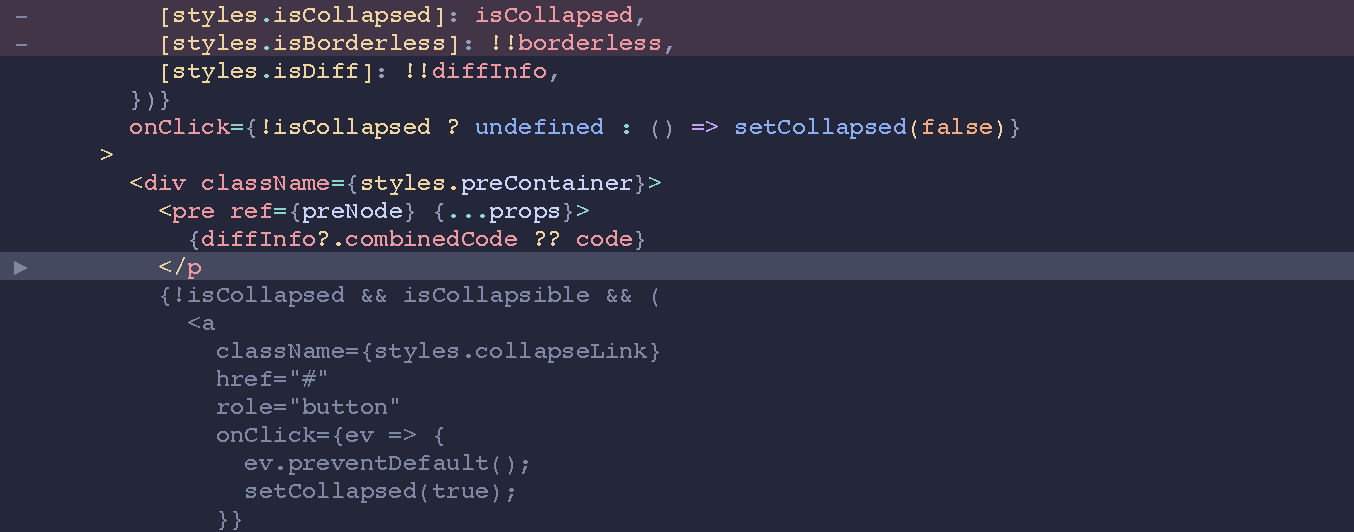 - [styles.isCollapsed]: isCollapsed,
- [styles.isBorderless]: !!borderless,
[styles.isDiff]: !!diffInfo,
})}
onClick={!isCollapsed ? undefined : () => setCollapsed(false)}
>
<div className={styles.preContainer}>
<pre ref={preNode} {...props}>
{diffInfo?.combinedCode ?? code}
</p
{!isCollapsed && isCollapsible && (
<a
className={styles.collapseLink}
href="#"
role="button"
onClick={ev => {
ev.preventDefault();
setCollapsed(true);
}}